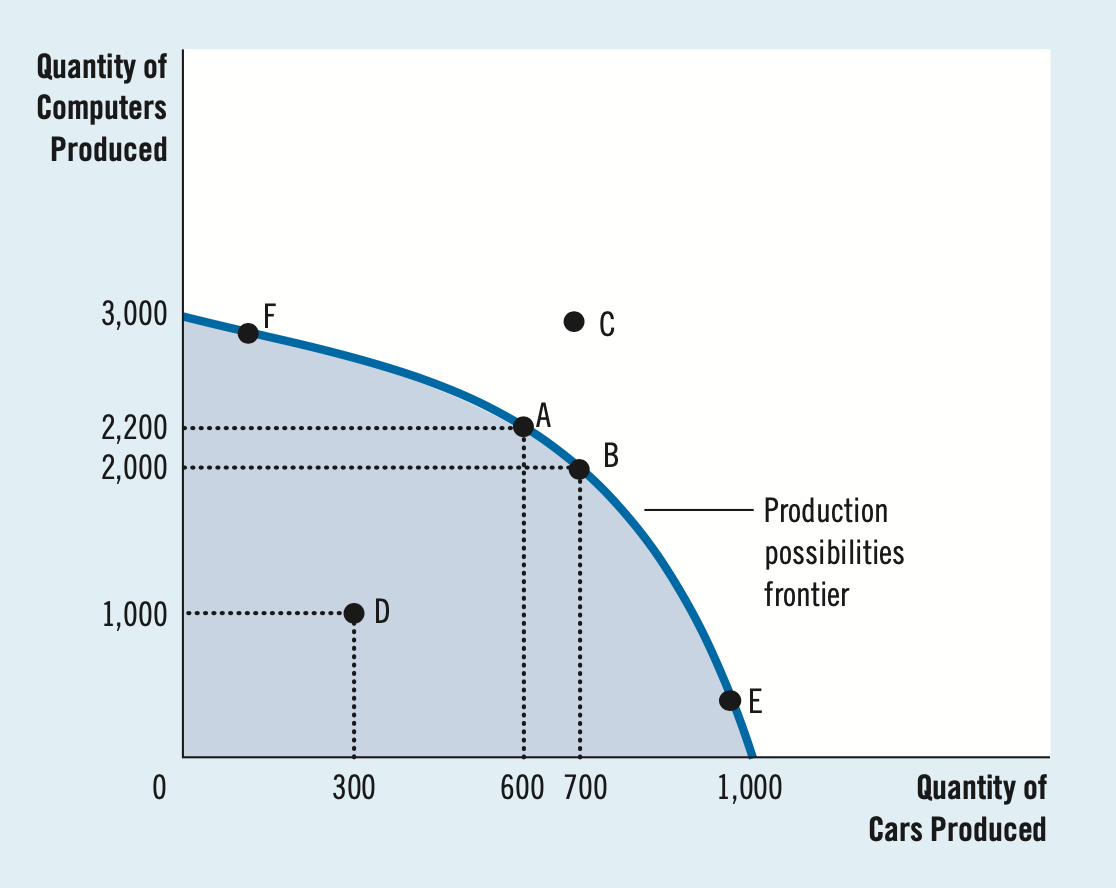 Quantity of
Computers
Produced
3,000
F
C
2,200
A
2,000
B
Production
possibilities
frontier
1,000
D
E
0
300
600
700
1,000
Quantity of
Cars Produced